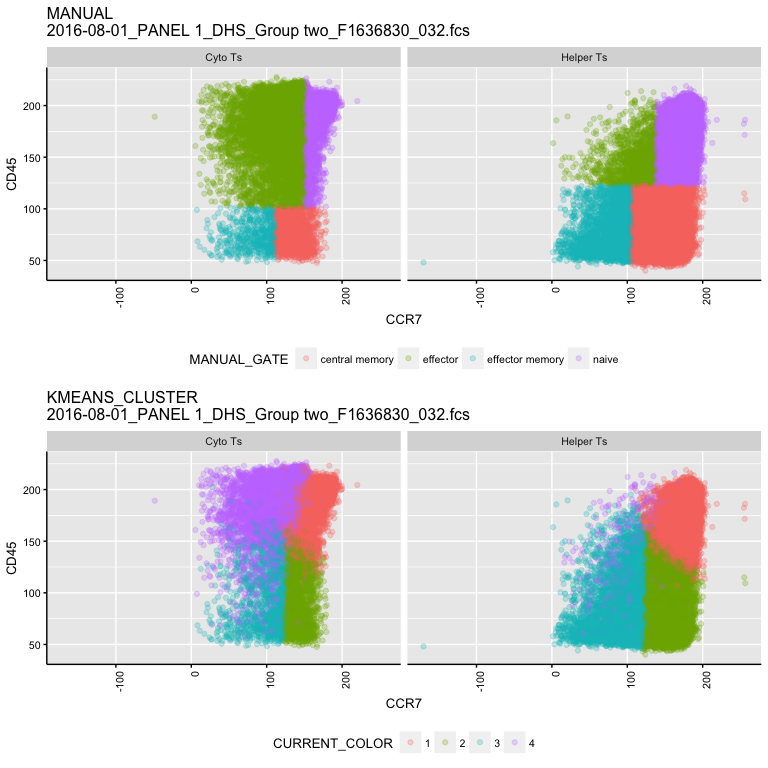 MANUAL
2016-08-01_PANEL 1_DHS_Group two_F1636830_032.fcs
Cyto Ts
Helper Ts
200
150
100
50
CD45
-100
0
100
200
-100
0
100
200
CCR7
MANUAL_GATE central memory effector effector memory naive
KMEANS_CLUSTER
2016-08-01_PANEL 1_DHS_Group two_F1636830_032.fcs
Cyto Ts
Helper Ts
200
150
100
50
CD45
-100
0
100
200
-100
0
100
200
CCR7
CURRENT_COLOR 1 2 3 4